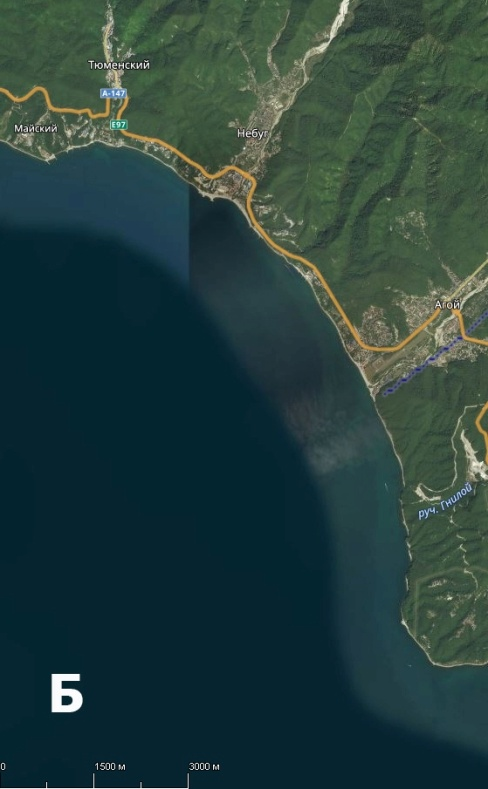 Тюменский
А-147
Майский
E97
Небуг
Агой
руч. Гнилой
Б
0 1500 м 3000 м